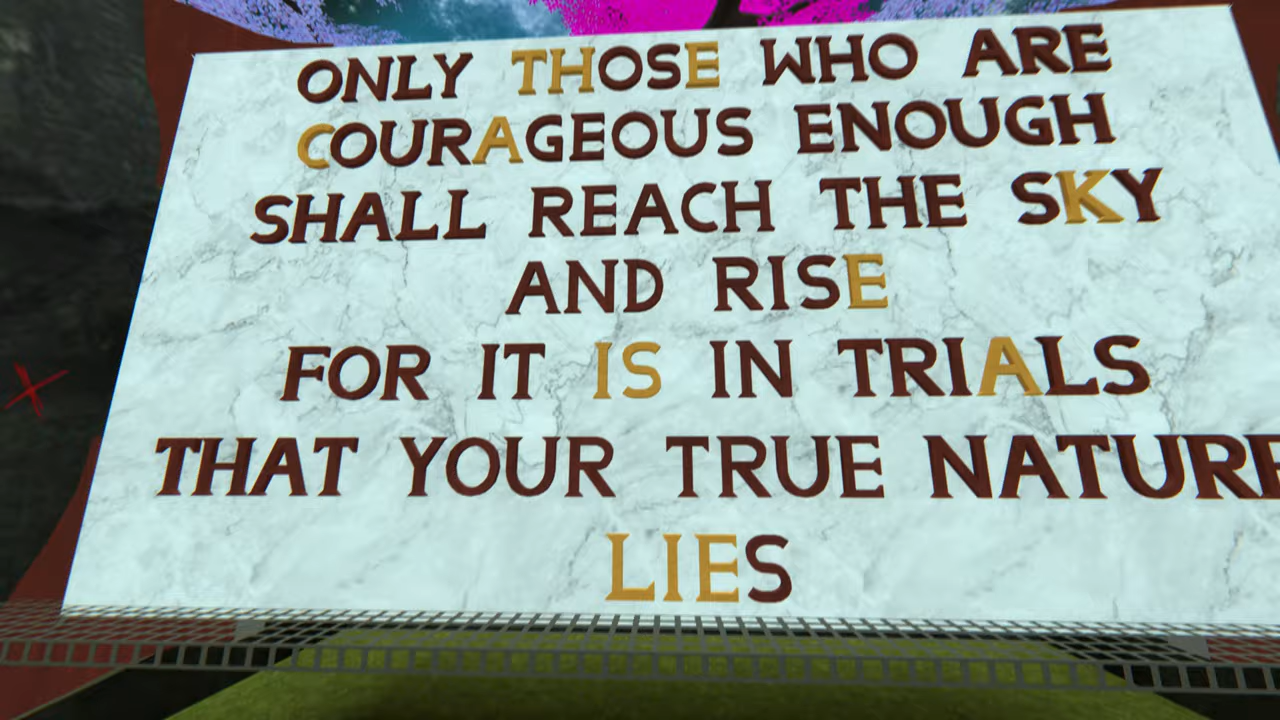 ONLY THOSE WHO ARE
COURAGEOUS ENOUGH
SHALL REACH THE SKY
AND RISE
FOR IT IS IN TRIALS
THAT YOUR TRUE NATURE
LIES